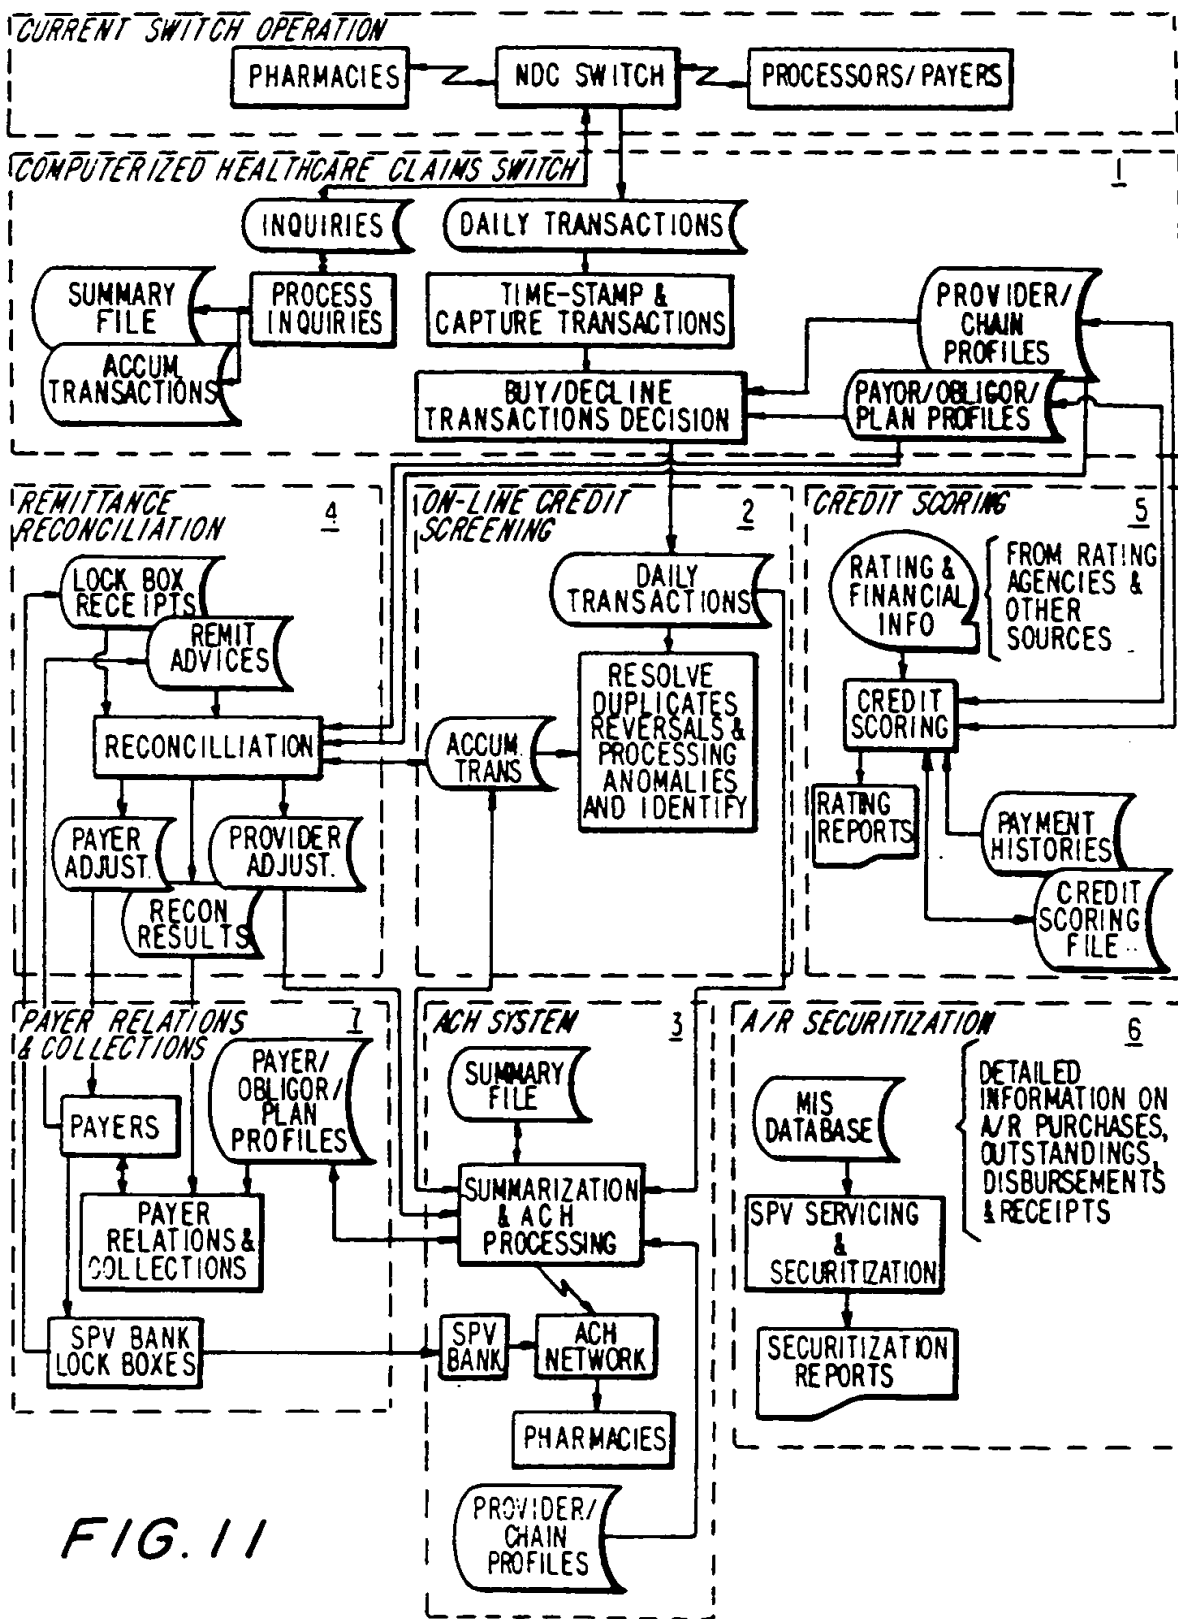 CURRENT SWITCH OPERATION
PHARMACIES
NDC SWITCH
PROCESSORS/PAYERS
COMPUTERIZED HEALTHCARE CLAIMS SWITCH
1
INQUIRIES
DAILY TRANSACTIONS
SUMMARY
FILE
PROCESS
INQUIRIES
TIME-STAMP &
CAPTURE TRANSACTIONS
PROVIDER/
CHAIN
PROFILES
ACCUM.
TRANSACTIONS
BUY/DECLINE
TRANSACTIONS DECISION
PAYOR/OBLIGOR/
PLAN PROFILES
REMITTANCE
RECONCILIATION
4
LOCK BOX
RECEIPTS
REMIT
ADVICES
RECONCILLIATION
PAYER
ADJUST.
PROVIDER
ADJUST.
RECON
RESULTS
ON-LINE CREDIT
SCREENING
2
DAILY
TRANSACTIONS
RESOLVE
DUPLICATES
REVERSALS &
PROCESSING
ANOMALIES
AND IDENTIFY
ACCUM.
TRANS
CREDIT SCORING
5
RATING &
FINANCIAL
INFO
FROM RATING
AGENCIES &
OTHER
SOURCES
CREDIT
SCORING
RATING
REPORTS
PAYMENT
HISTORIES
CREDIT
SCORING
FILE
PAYER RELATIONS
& COLLECTIONS
7
PAYER/
OBLIGOR/
PLAN
PROFILES
PAYERS
PAYER
RELATIONS &
COLLECTIONS
SPV BANK
LOCK BOXES
ACH SYSTEM
3
SUMMARY
FILE
SUMMARIZATION
& ACH
PROCESSING
SPV
BANK
ACH
NETWORK
PHARMACIES
PROVIDER/
CHAIN
PROFILES
A/R SECURITIZATION
6
MIS
DATABASE
DETAILED
INFORMATION ON
A/R PURCHASES,
OUTSTANDINGS,
DISBURSEMENTS
& RECEIPTS
SPV SERVICING
&
SECURITIZATION
SECURITIZATION
REPORTS
FIG. 11